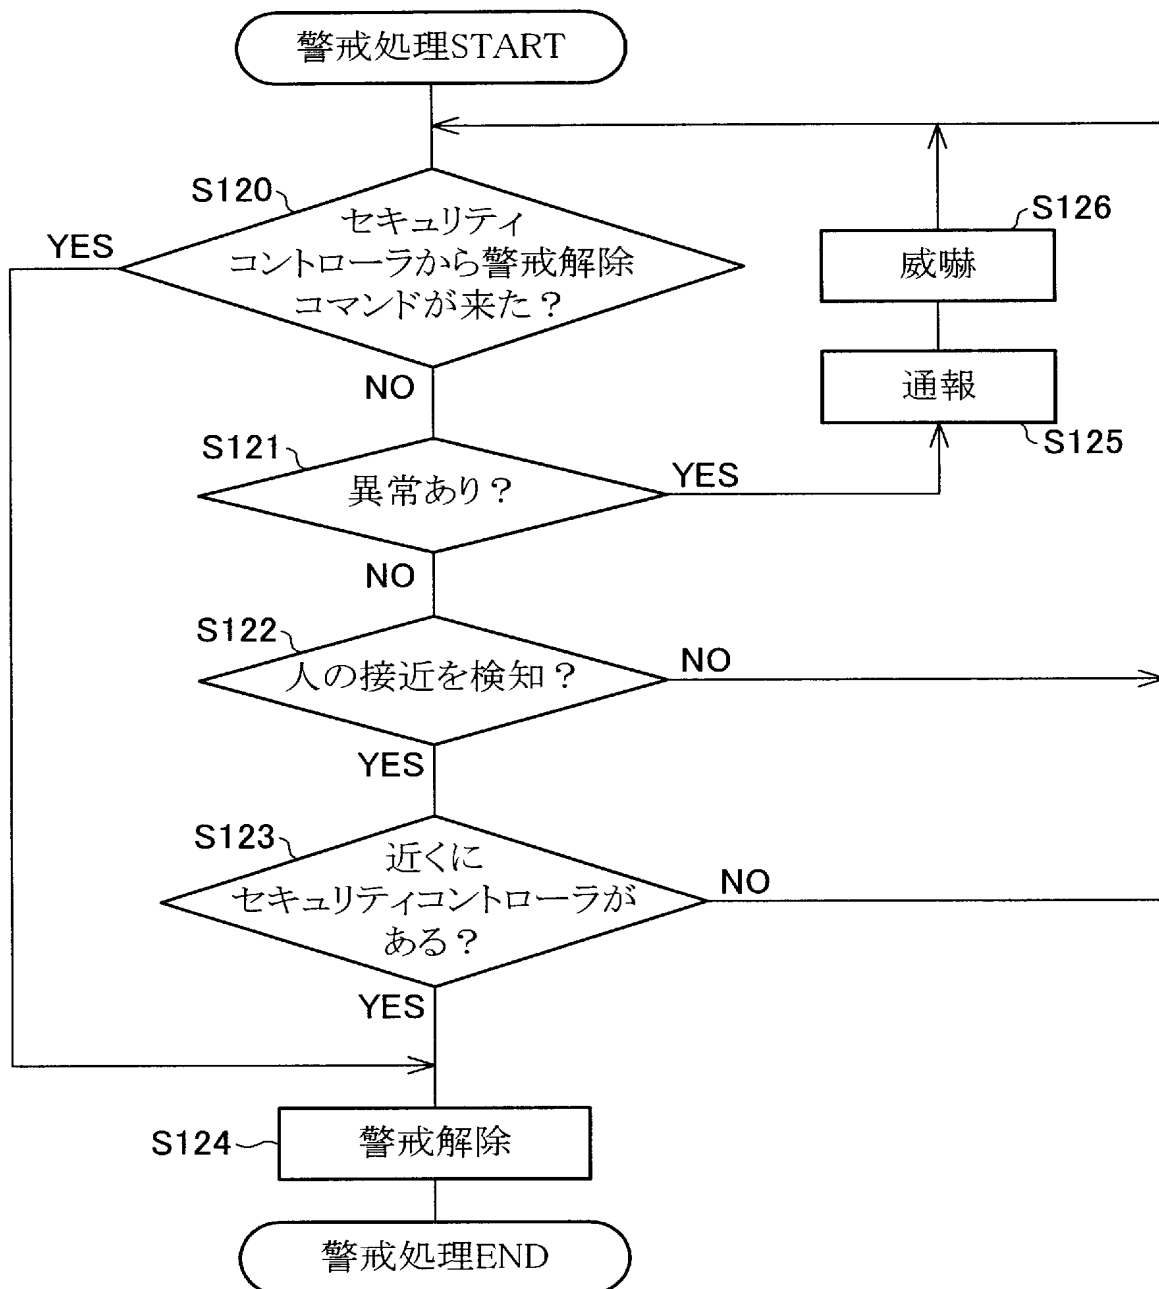 警戒処理START
S120
セキュリティ
コントローラから警戒解除
コマンドが来た？
YES
NO
S126
威嚇
通報
S125
S121
異常あり？
YES
NO
S122
人の接近を検知？
NO
YES
S123
近くに
セキュリティコントローラが
ある？
NO
YES
S124
警戒解除
警戒処理END